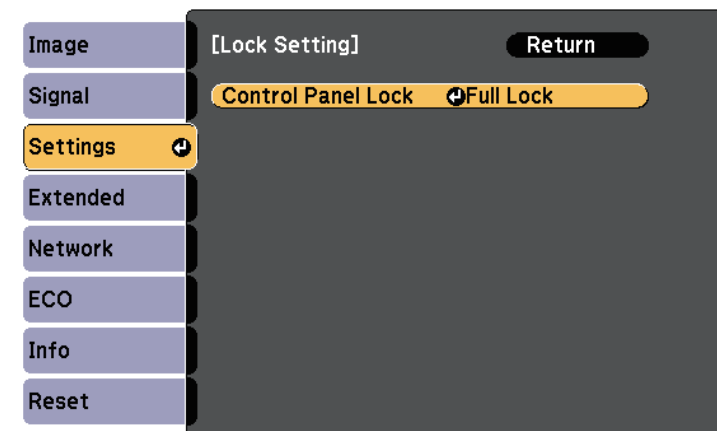 Image
Signal
Settings
Extended
Network
ECO
Info
Reset
[Lock Setting] Return
Control Panel Lock Full Lock